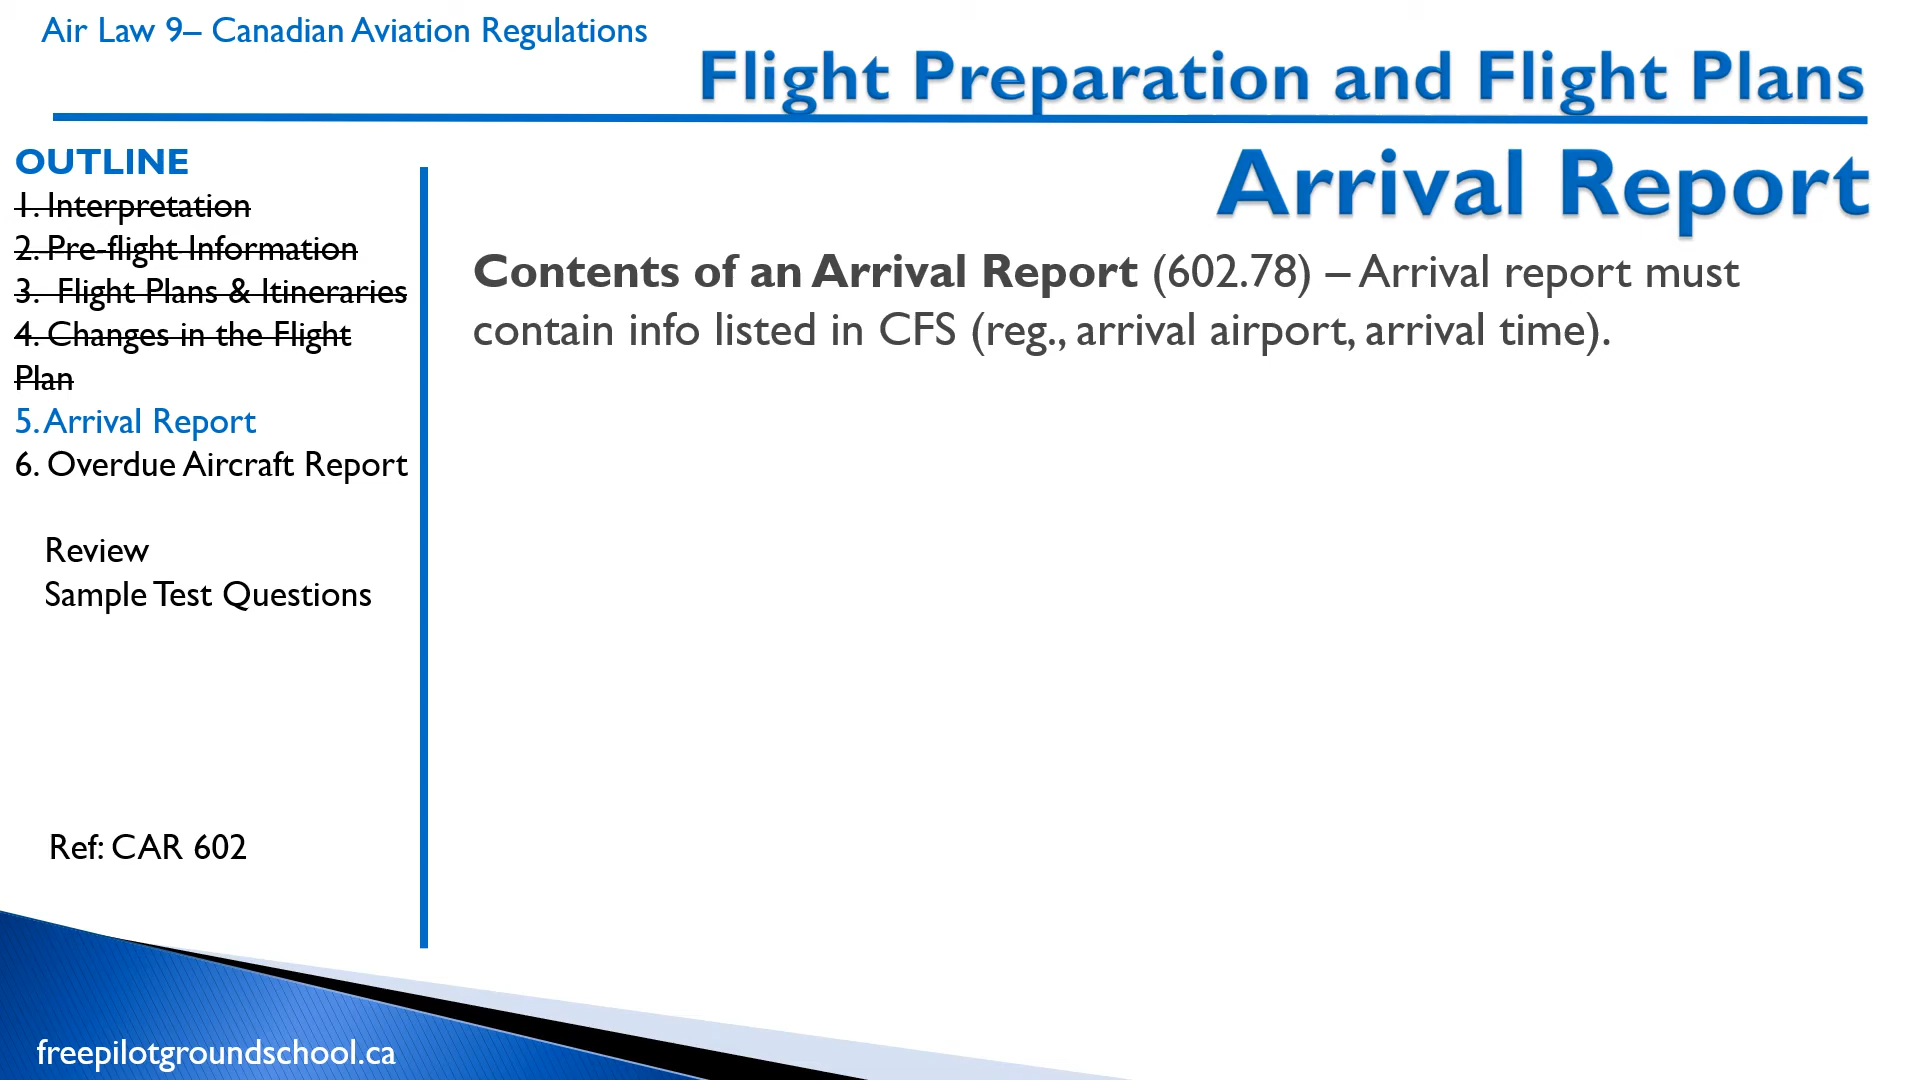 Air Law 9– Canadian Aviation Regulations
Flight Preparation and Flight Plans
OUTLINE
1. Interpretation
2. Pre-flight Information
3. Flight Plans & Itineraries
4. Changes in the Flight
Plan
5. Arrival Report
6. Overdue Aircraft Report
Review
Sample Test Questions
Ref: CAR 602
Arrival Report
Contents of an Arrival Report (602.78) – Arrival report must
contain info listed in CFS (reg., arrival airport, arrival time).
freepilotgroundschool.ca